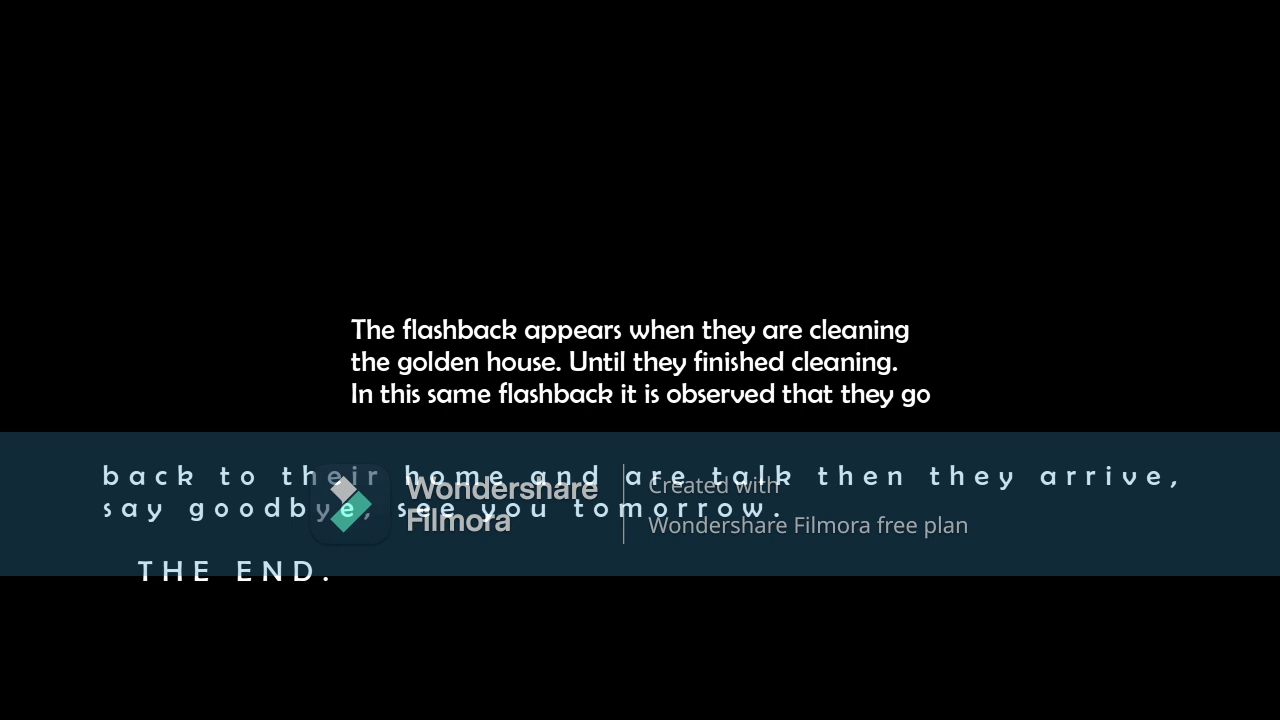 The flashback appears when they are cleaning
the golden house. Until they finished cleaning.
In this same flashback it is observed that they go
back to their home and are talk then they arrive,
say goodbye, see you tomorrow.
THE END.
Wondershare
Filmora
Created with
Wondershare Filmora free plan